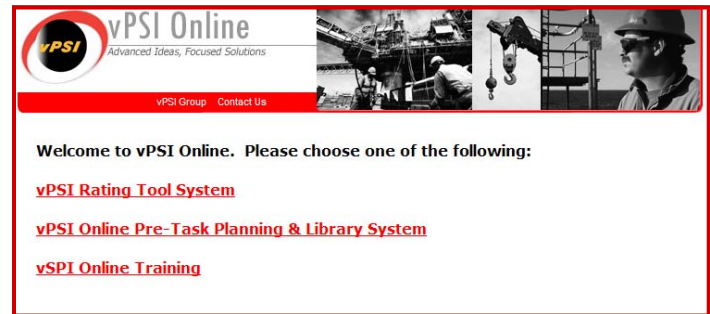 vPSI
vPSI Online
Advanced Ideas, Focused Solutions
vPSI Group Contact Us
Welcome to vPSI Online. Please choose one of the following:
vPSI Rating Tool System
vPSI Online Pre-Task Planning & Library System
vSPI Online Training